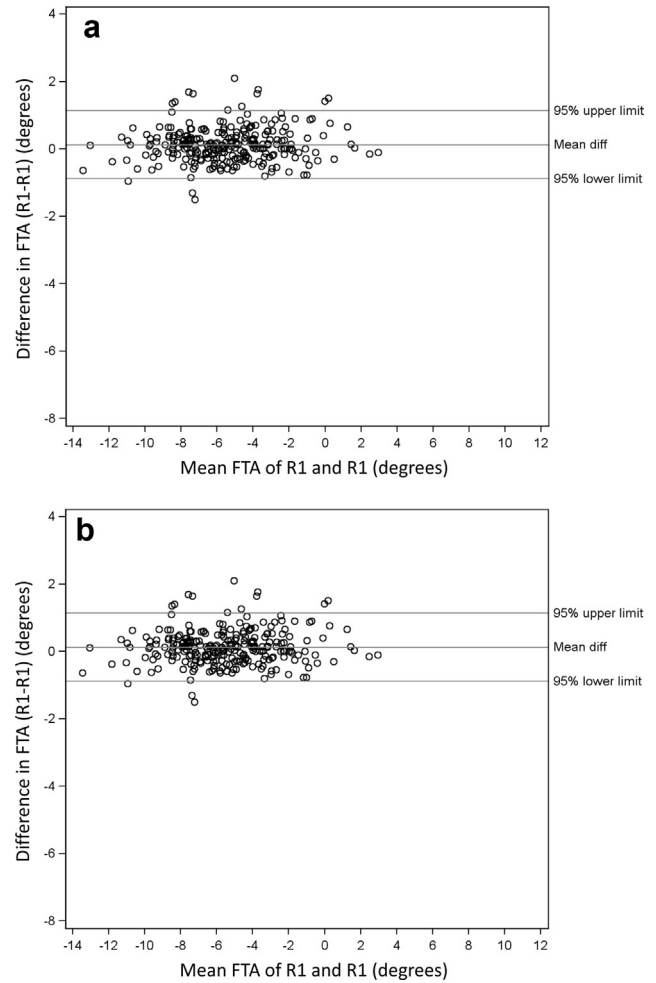 a
4
2
0
-2
-4
-6
-8
Difference in FTA (R1-R1) (degrees)
95% upper limit
Mean diff
95% lower limit
-14 -12 -10 -8 -6 -4 -2 0 2 4 6 8 10 12
Mean FTA of R1 and R1 (degrees)
b
4
2
0
-2
-4
-6
-8
Difference in FTA (R1-R1) (degrees)
95% upper limit
Mean diff
95% lower limit
-14 -12 -10 -8 -6 -4 -2 0 2 4 6 8 10 12
Mean FTA of R1 and R1 (degrees)